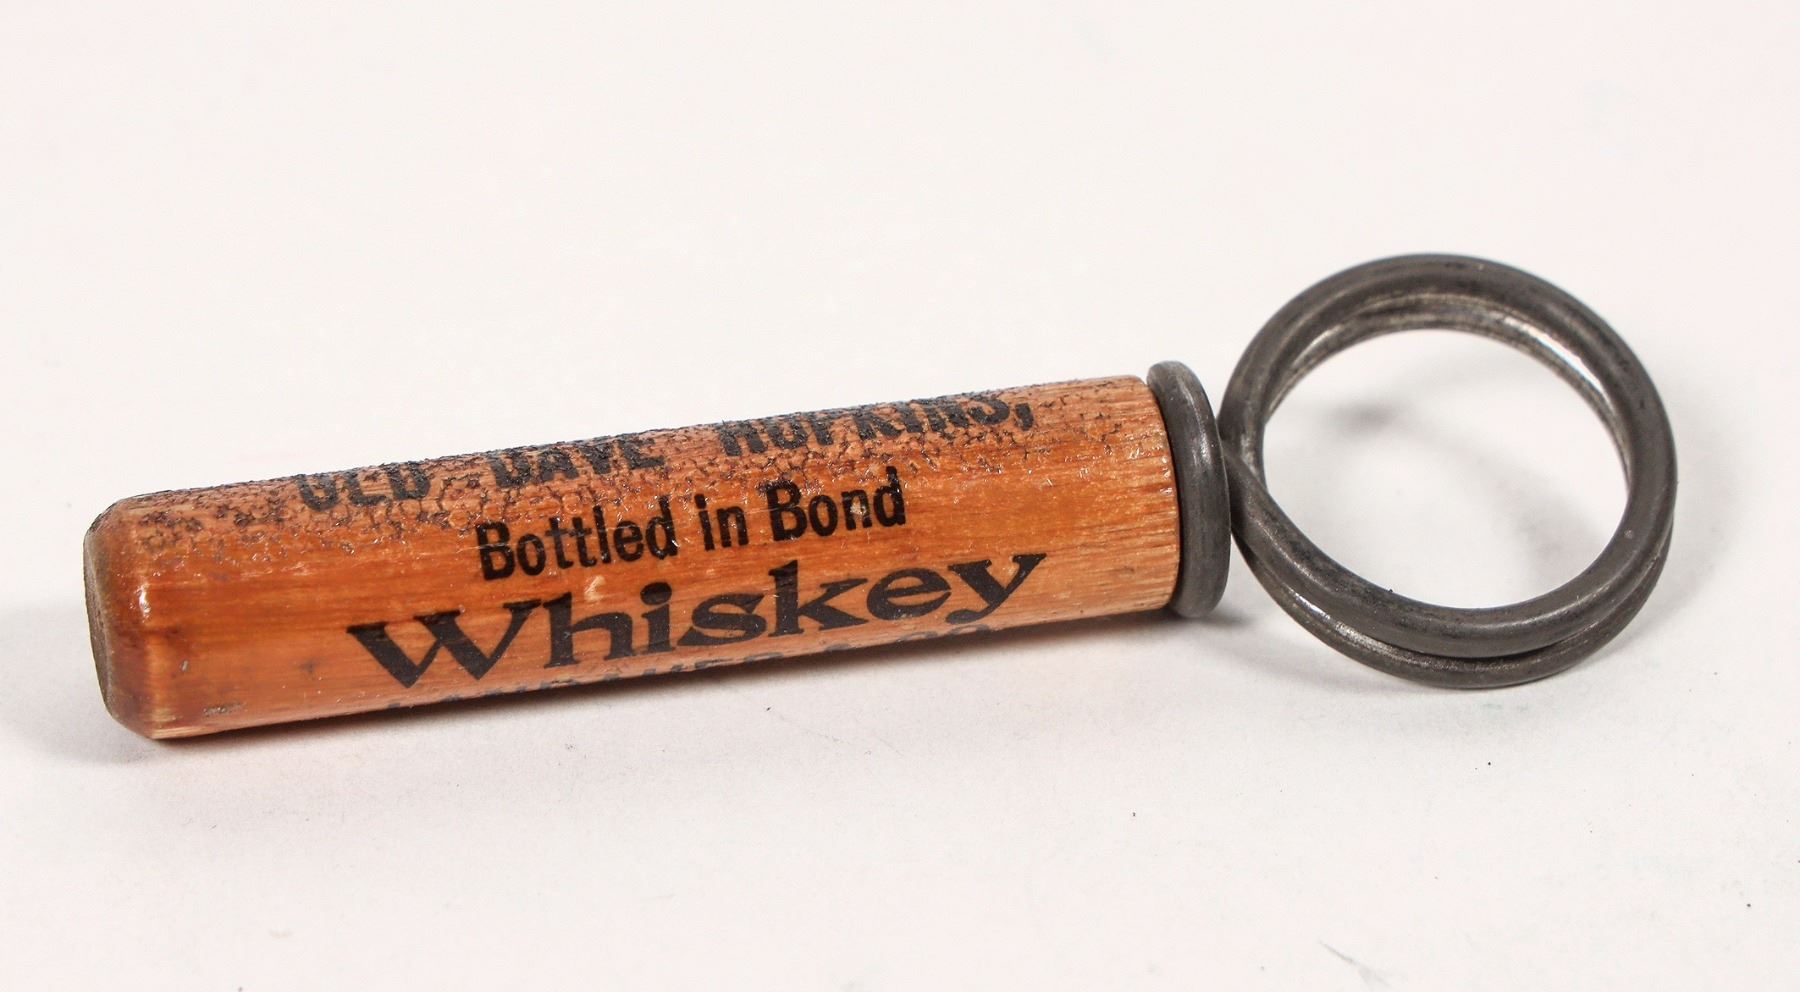 OLD DAVE HOPKINS,
Bottled in Bond
Whiskey